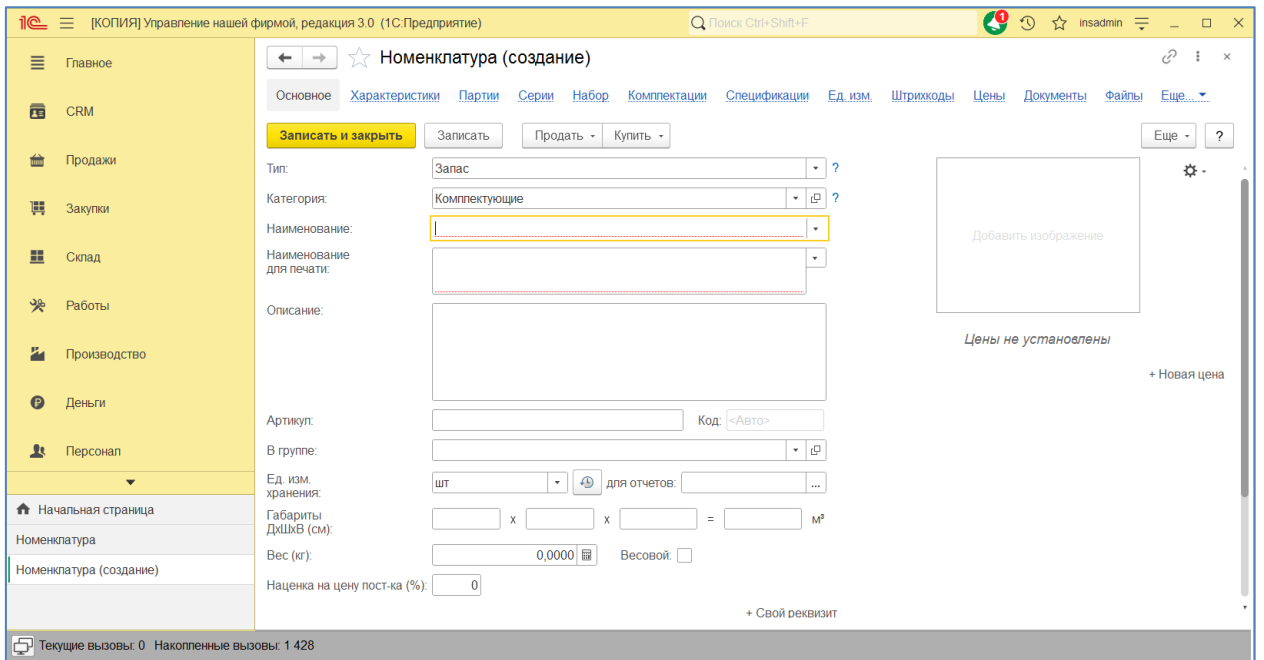 1С [КОПИЯ] Управление нашей фирмой, редакция 3.0 (1С:Предприятие) Поиск Ctrl+Shift+F 1 insadmin
Главное
CRM
Продажи
Закупки
Склад
Работы
Производство
Деньги
Персонал
Начальная страница
Номенклатура
Номенклатура (создание)
Номенклатура (создание)
Основное Характеристики Партии Серии Набор Комплектации Спецификации Ед. изм. Штрихкоды Цены Документы Файлы Еще...
Записать и закрыть Записать Продать Купить Еще ?
Тип: Запас ?
Категория: Комплектующие ?
Наименование:
Наименование
для печати:
Описание:
Добавить изображение
Цены не установлены
+ Новая цена
Артикул: Код: <Авто>
В группе:
Ед. изм.
хранения: шт для отчетов: ...
Габариты
ДхШхВ (см): х х = м³
Вес (кг): 0,0000 Весовой:
Наценка на цену пост-ка (%): 0
+ Свой реквизит
Текущие вызовы: 0 Накопленные вызовы: 1 428